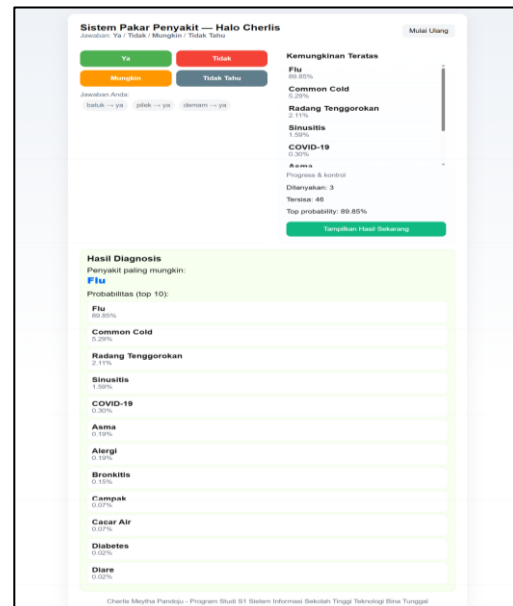 Sistem Pakar Penyakit — Halo Cherlis
Jawaban: Ya / Tidak / Mungkin / Tidak Tahu
Mulai Ulang
Ya
Tidak
Mungkin
Tidak Tahu
Jawaban Anda:
batuk → ya
pilek → ya
demam → ya
Kemungkinan Teratas
Flu
89.85%
Common Cold
5.29%
Radang Tenggorokan
2.11%
Sinusitis
1.59%
COVID-19
0.30%
Asma
Progress & kontrol
Ditanyakan: 3
Tersisa: 46
Top probability: 89.85%
Tampilkan Hasil Sekarang
Hasil Diagnosis
Penyakit paling mungkin:
Flu
Probabilitas (top 10):
Flu
89.85%
Common Cold
5.29%
Radang Tenggorokan
2.11%
Sinusitis
1.59%
COVID-19
0.30%
Asma
0.19%
Alergi
0.19%
Bronkitis
0.15%
Campak
0.07%
Cacar Air
0.07%
Diabetes
0.02%
Diare
0.02%
Cherlis Meytha Pandoju - Program Studi S1 Sistem Informasi Sekolah Tinggi Teknologi Bina Tunggal